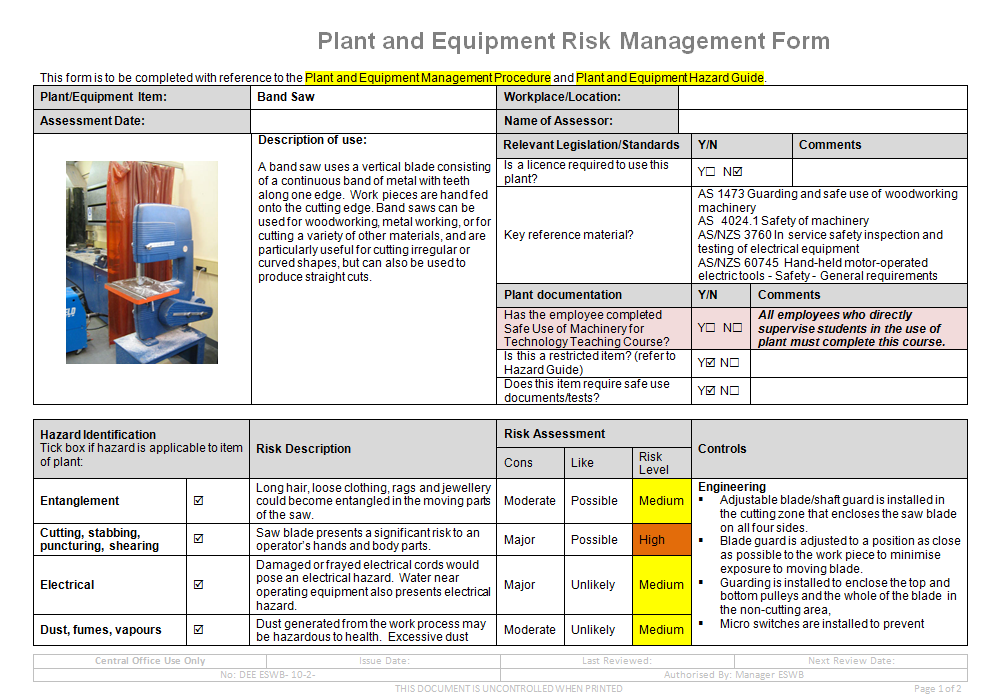 Plant and Equipment Risk Management Form
This form is to be completed with reference to the Plant and Equipment Management Procedure and Plant and Equipment Hazard Guide.
Plant/Equipment Item:
Band Saw
Workplace/Location:
Assessment Date:
Name of Assessor:
Description of use:
A band saw uses a vertical blade consisting
of a continuous band of metal with teeth
along one edge. Work pieces are hand fed
onto the cutting edge. Band saws can be
used for woodworking, metal working, or for
cutting a variety of other materials, and are
particularly useful for cutting irregular or
curved shapes, but can also be used to
produce straight cuts.
Relevant Legislation/Standards
Y/N
Comments
Is a licence required to use this
plant?
Y☐ N☑
Key reference material?
AS 1473 Guarding and safe use of woodworking
machinery
AS 4024.1 Safety of machinery
AS/NZS 3760 In service safety inspection and
testing of electrical equipment
AS/NZS 60745 Hand-held motor-operated
electric tools - Safety - General requirements
Plant documentation
Y/N
Comments
Has the employee completed
Safe Use of Machinery for
Technology Teaching Course?
Y☐ N☐
All employees who directly
supervise students in the use of
plant must complete this course.
Is this a restricted item? (refer to
Hazard Guide)
Y☑ N☐
Does this item require safe use
documents/tests?
Y☑ N☐
Hazard Identification
Tick box if hazard is applicable to item
of plant:
Risk Description
Risk Assessment
Cons
Like
Risk
Level
Controls
Entanglement
☑
Long hair, loose clothing, rags and jewellery
could become entangled in the moving parts
of the saw.
Moderate
Possible
Medium
Cutting, stabbing,
puncturing, shearing
☑
Saw blade presents a significant risk to an
operator's hands and body parts.
Major
Possible
High
Electrical
☑
Damaged or frayed electrical cords would
pose an electrical hazard. Water near
operating equipment also presents electrical
hazard.
Major
Unlikely
Medium
Dust, fumes, vapours
☑
Dust generated from the work process may
be hazardous to health. Excessive dust
Moderate
Unlikely
Medium
Engineering
▪ Adjustable blade/shaft guard is installed in
the cutting zone that encloses the saw blade
on all four sides.
▪ Blade guard is adjusted to a position as close
as possible to the work piece to minimise
exposure to moving blade.
▪ Guarding is installed to enclose the top and
bottom pulleys and the whole of the blade in
the non-cutting area,
▪ Micro switches are installed to prevent
Central Office Use Only
Issue Date:
Last Reviewed:
Next Review Date:
No: DEE ESWB- 10-2-
Authorised By: Manager ESWB
THIS DOCUMENT IS UNCONTROLLED WHEN PRINTED
Page 1 of 2